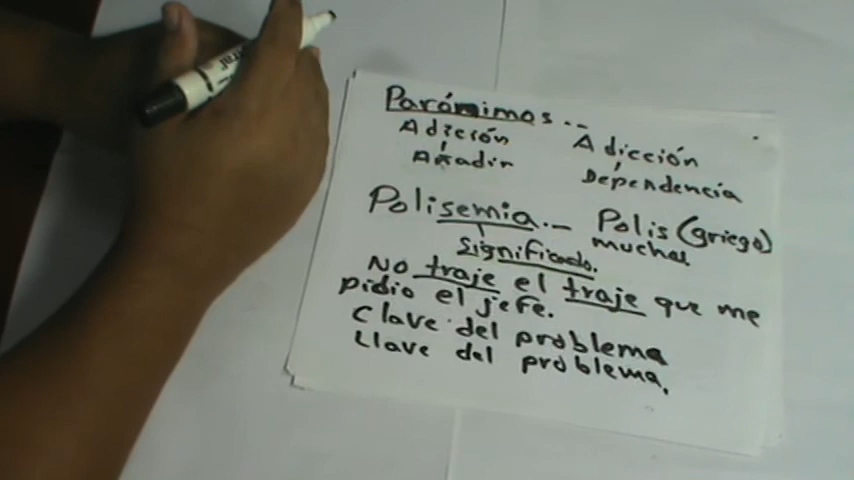 Parónimos.-
Adición Adicción
Añadir Dependencia
Polisemia.- Polis (griego)
Significado. muchas
No traje el traje que me
pidio el jefe.
Clave del problema
Llave del problema.